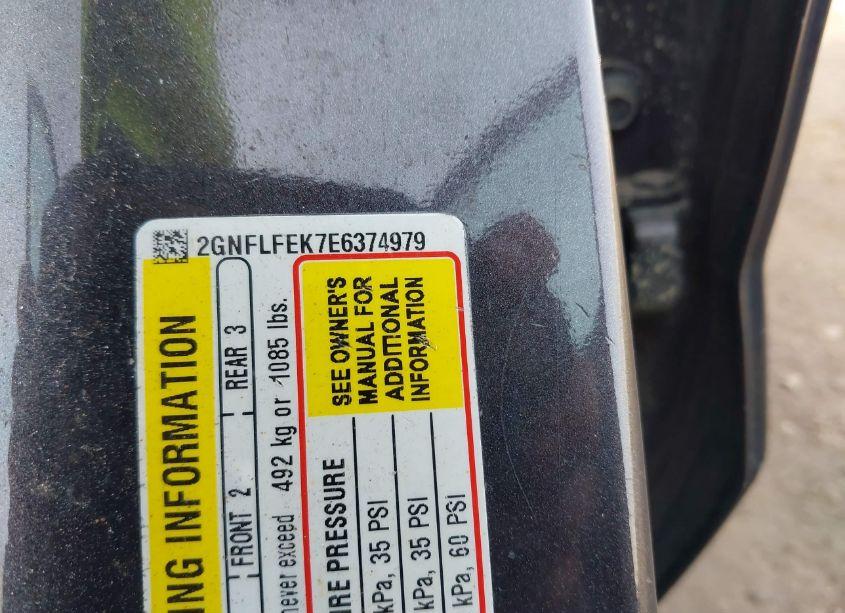 2GNFLFEK7E6374979
ING INFORMATION
FRONT 2 REAR 3
never exceed 492 kg or 1085 lbs.
SEE OWNER'S
MANUAL FOR
ADDITIONAL
INFORMATION
IRE PRESSURE
kPa, 35 PSI
kPa, 35 PSI
kPa, 60 PSI